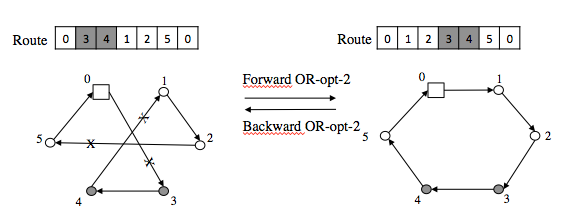 Route 0 3 4 1 2 5 0
Route 0 1 2 3 4 5 0
0 1 2 3 4 5 X
Forward OR-opt-2
Backward OR-opt-2
0 1 2 3 4 5